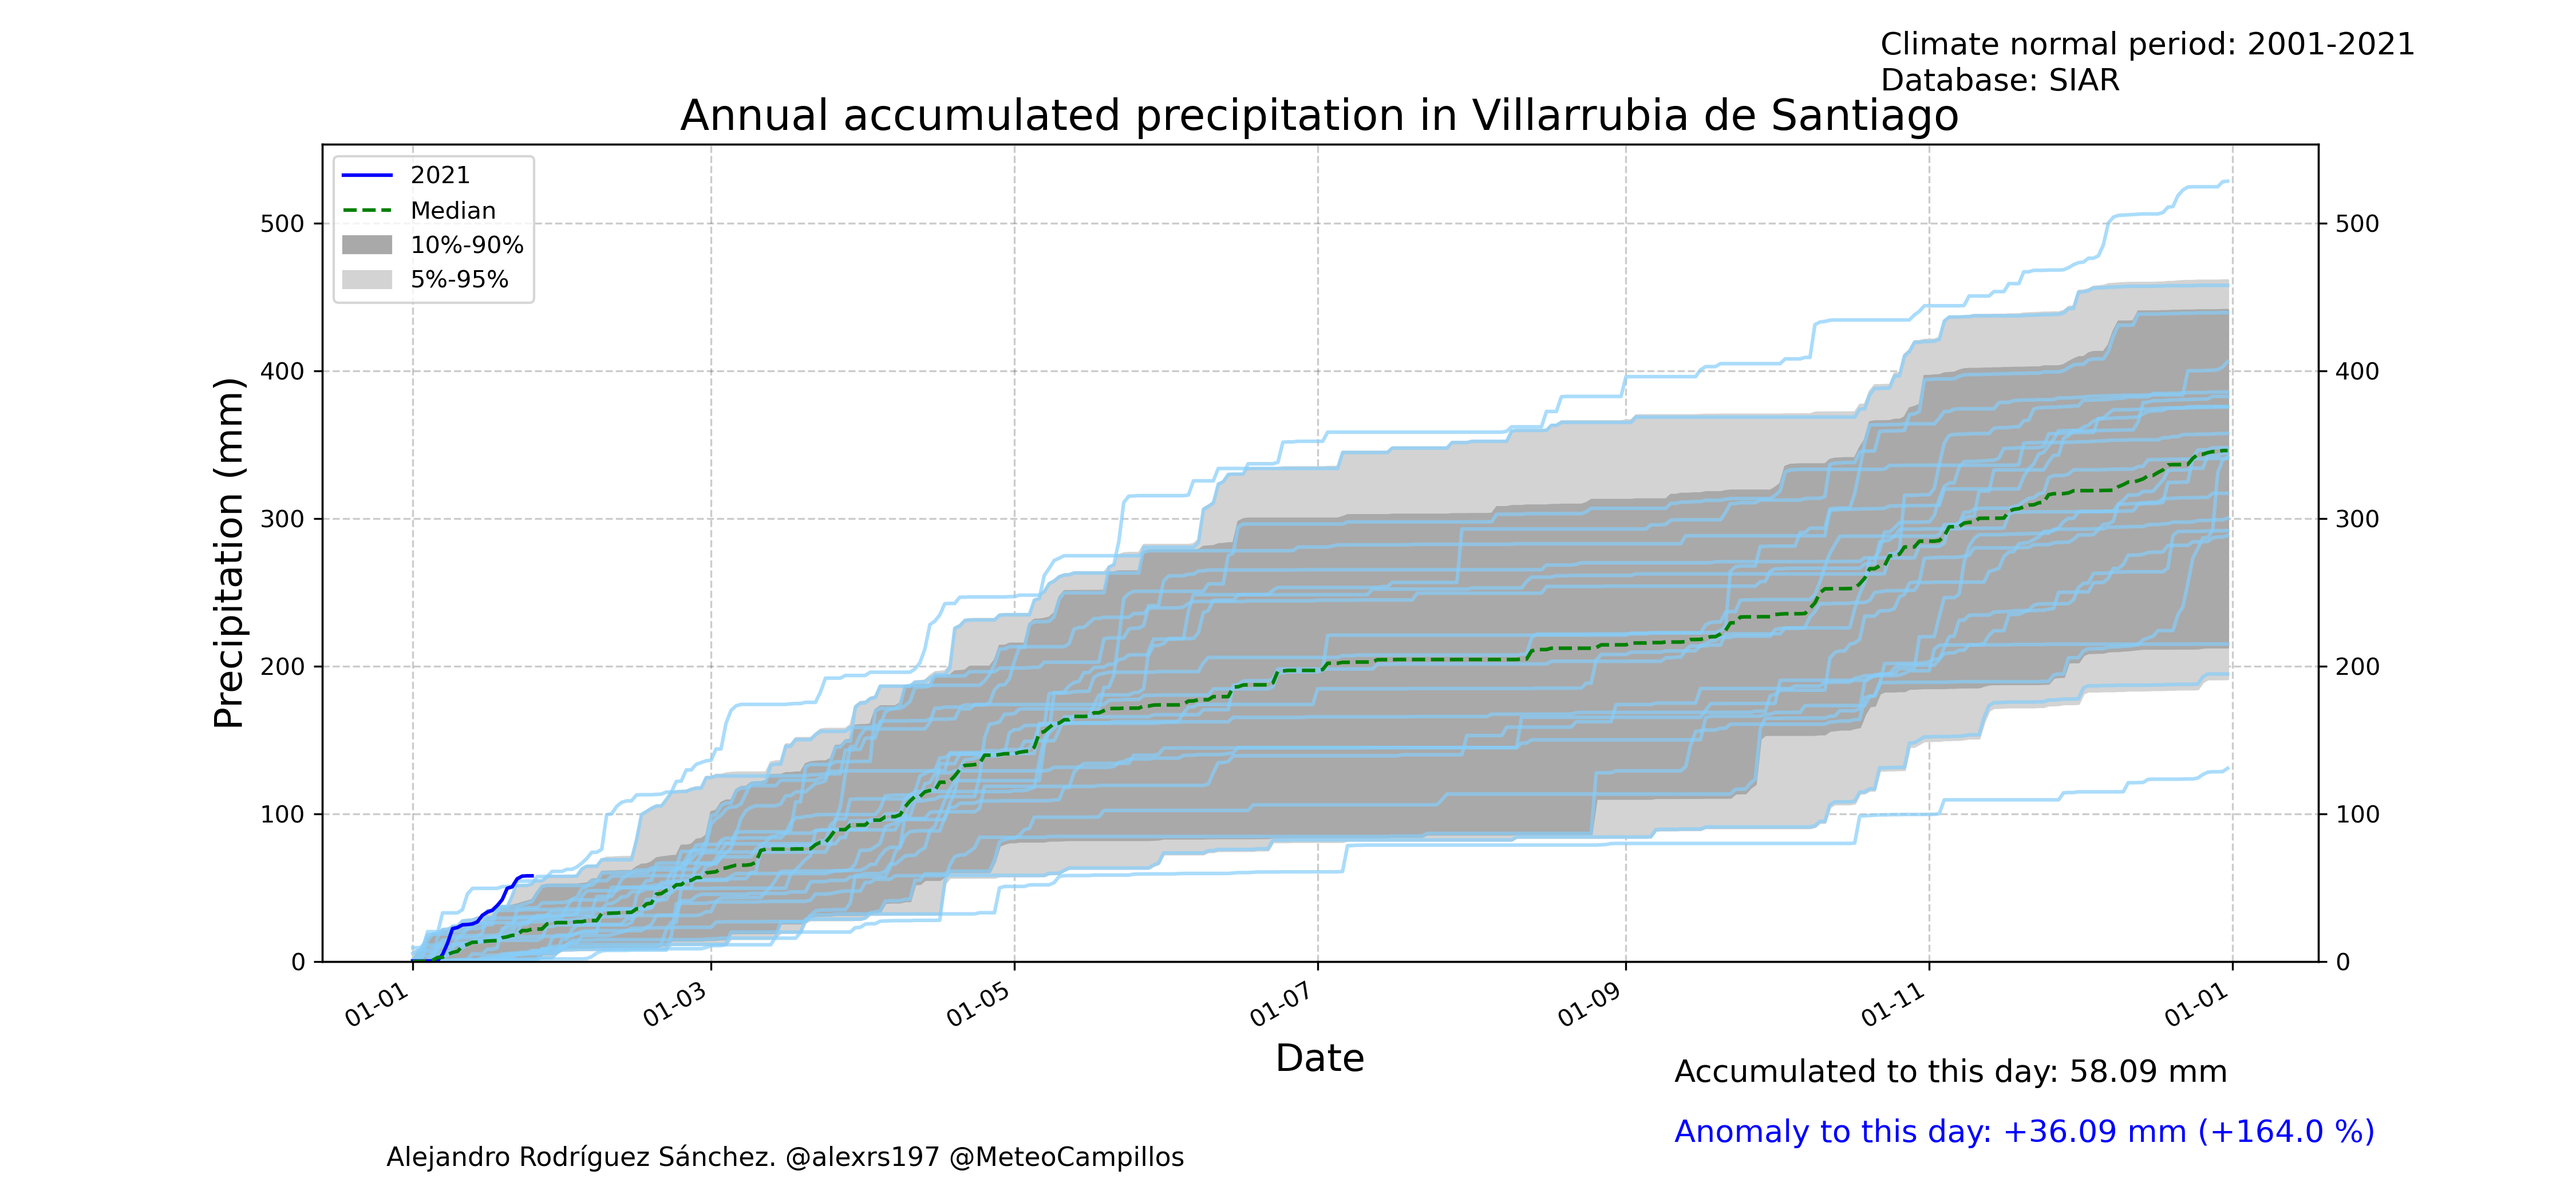 Climate normal period: 2001-2021
Database: SIAR
Annual accumulated precipitation in Villarrubia de Santiago
2021
Median
10%-90%
5%-95%
Precipitation (mm)
500
400
300
200
100
0
500
400
300
200
100
0
01-01
01-03
01-05
01-07
01-09
01-11
01-01
Date
Accumulated to this day: 58.09 mm
Anomaly to this day: +36.09 mm (+164.0 %)
Alejandro Rodríguez Sánchez. @alexrs197 @MeteoCampillos